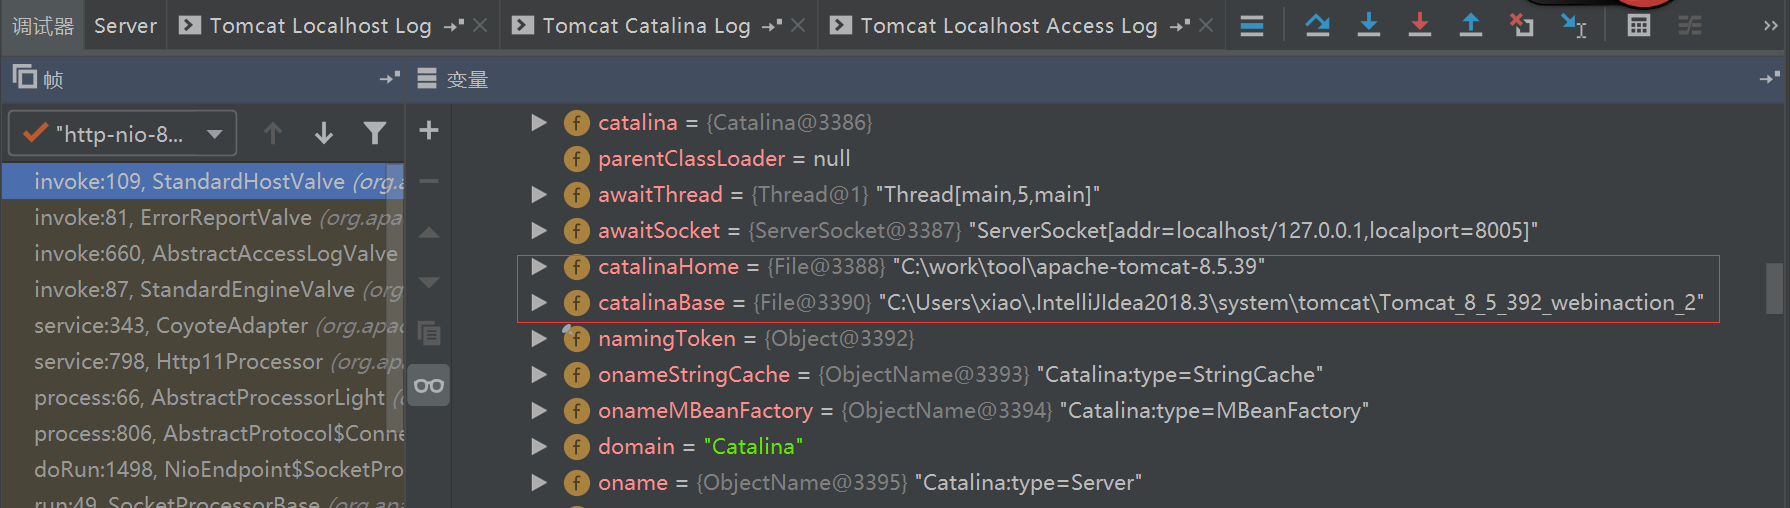 调试器 Server Tomcat Localhost Log Tomcat Catalina Log Tomcat Localhost Access Log
帧
变量
"http-nio-8...
invoke:109, StandardHostValve (org.a
invoke:81, ErrorReportValve (org.apa
invoke:660, AbstractAccessLogValve
invoke:87, StandardEngineValve (org.
service:343, CoyoteAdapter (org.apac
service:798, Http11Processor (org.ap
process:66, AbstractProcessorLight (
process:806, AbstractProtocol$Conne
doRun:1498, NioEndpoint$SocketPro
run:49, SocketProcessorBase (org.apac
catalina = {Catalina@3386}
parentClassLoader = null
awaitThread = {Thread@1} "Thread[main,5,main]"
awaitSocket = {ServerSocket@3387} "ServerSocket[addr=localhost/127.0.0.1,localport=8005]"
catalinaHome = {File@3388} "C:\work\tool\apache-tomcat-8.5.39"
catalinaBase = {File@3390} "C:\Users\xiao\.IntelliJIdea2018.3\system\tomcat\Tomcat_8_5_392_webinaction_2"
namingToken = {Object@3392}
onameStringCache = {ObjectName@3393} "Catalina:type=StringCache"
onameMBeanFactory = {ObjectName@3394} "Catalina:type=MBeanFactory"
domain = "Catalina"
oname = {ObjectName@3395} "Catalina:type=Server"